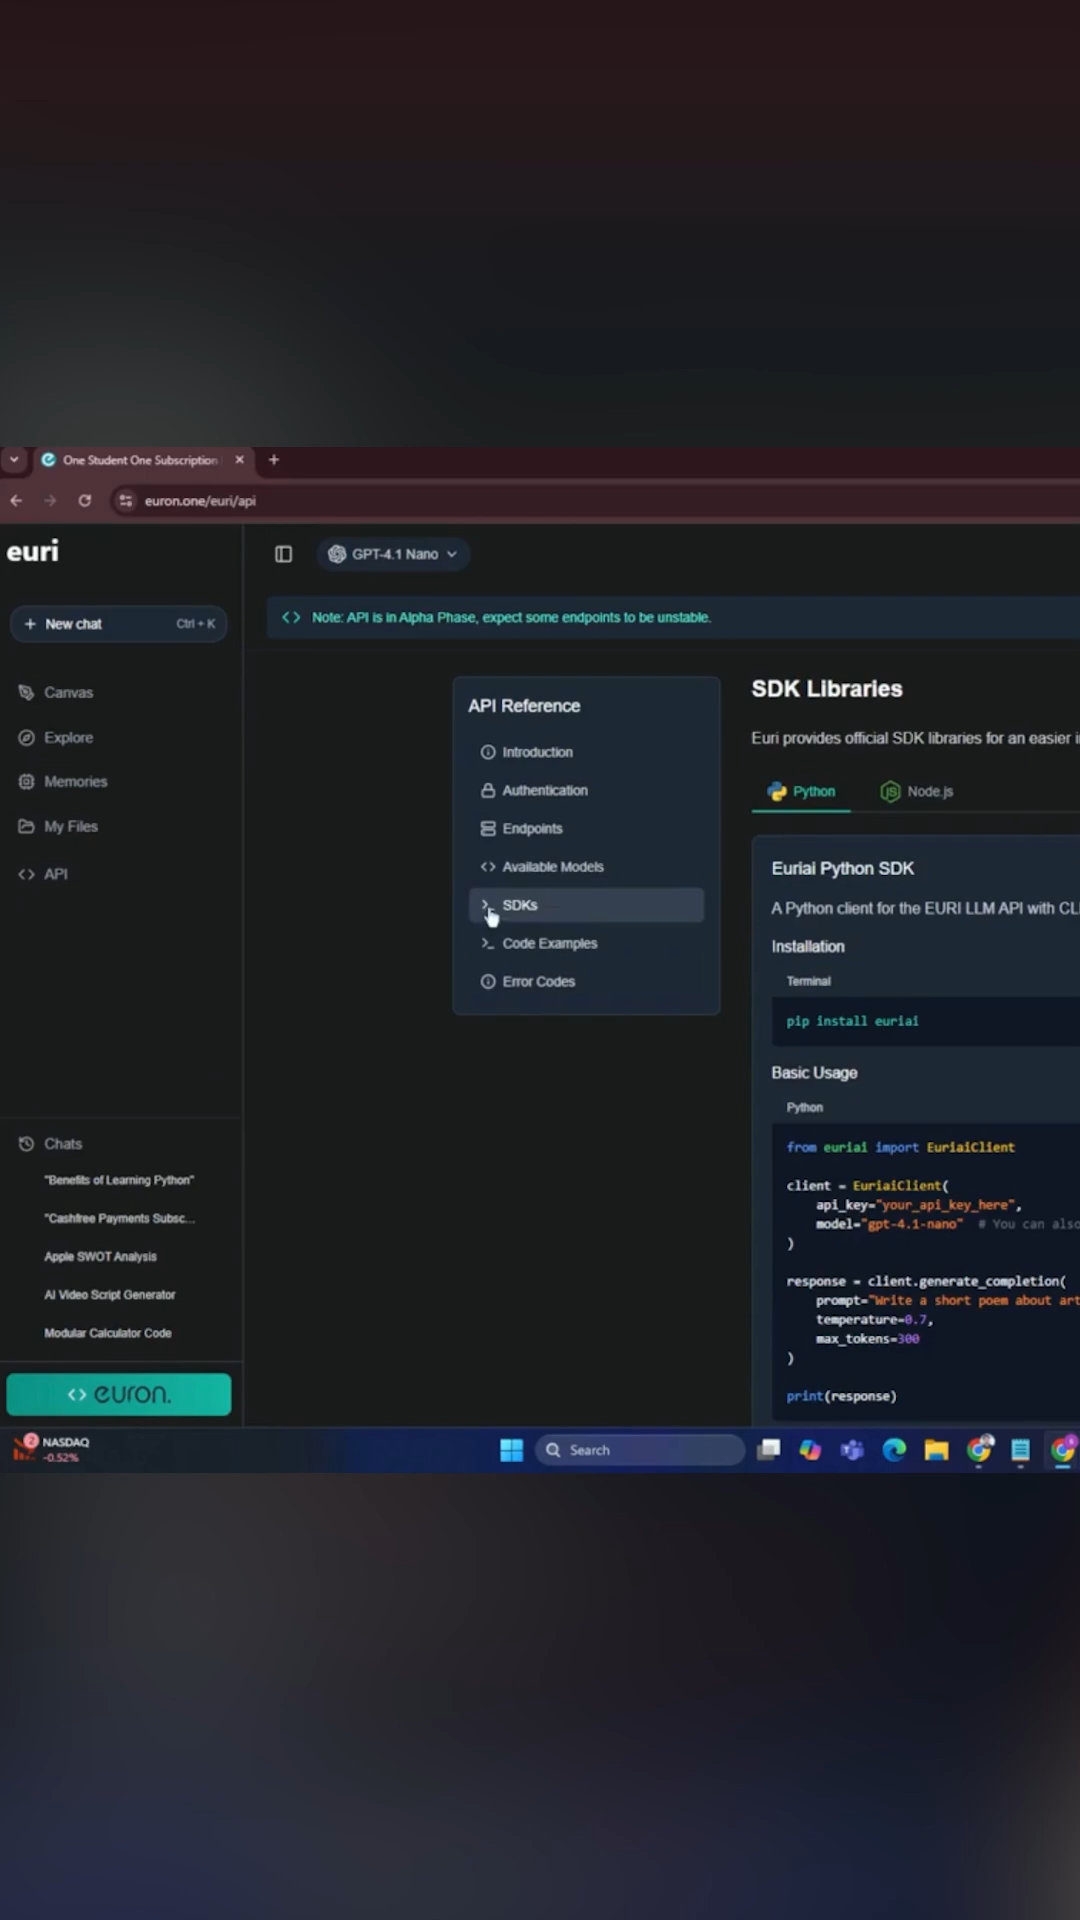 One Student One Subscription
euron.one/euri/api
euri
GPT-4.1 Nano
New chat Ctrl + K
Note: API is in Alpha Phase, expect some endpoints to be unstable.
Canvas
Explore
Memories
My Files
API
API Reference
Introduction
Authentication
Endpoints
Available Models
SDKs
Code Examples
Error Codes
SDK Libraries
Euri provides official SDK libraries for an easier
Python Node.js
Euriai Python SDK
A Python client for the EURI LLM API with CL
Installation
Terminal
pip install euriai
Basic Usage
Python
from euriai import EuriaiClient
client = EuriaiClient(
api_key="your_api_key_here",
model="gpt-4.1-nano" # You can also
)
response = client.generate_completion(
prompt="Write a short poem about art
temperature=0.7,
max_tokens=300
)
print(response)
Chats
"Benefits of Learning Python"
"Cashfree Payments Subsc...
Apple SWOT Analysis
AI Video Script Generator
Modular Calculator Code
<> euron.
2
NASDAQ
-0.52%
Search